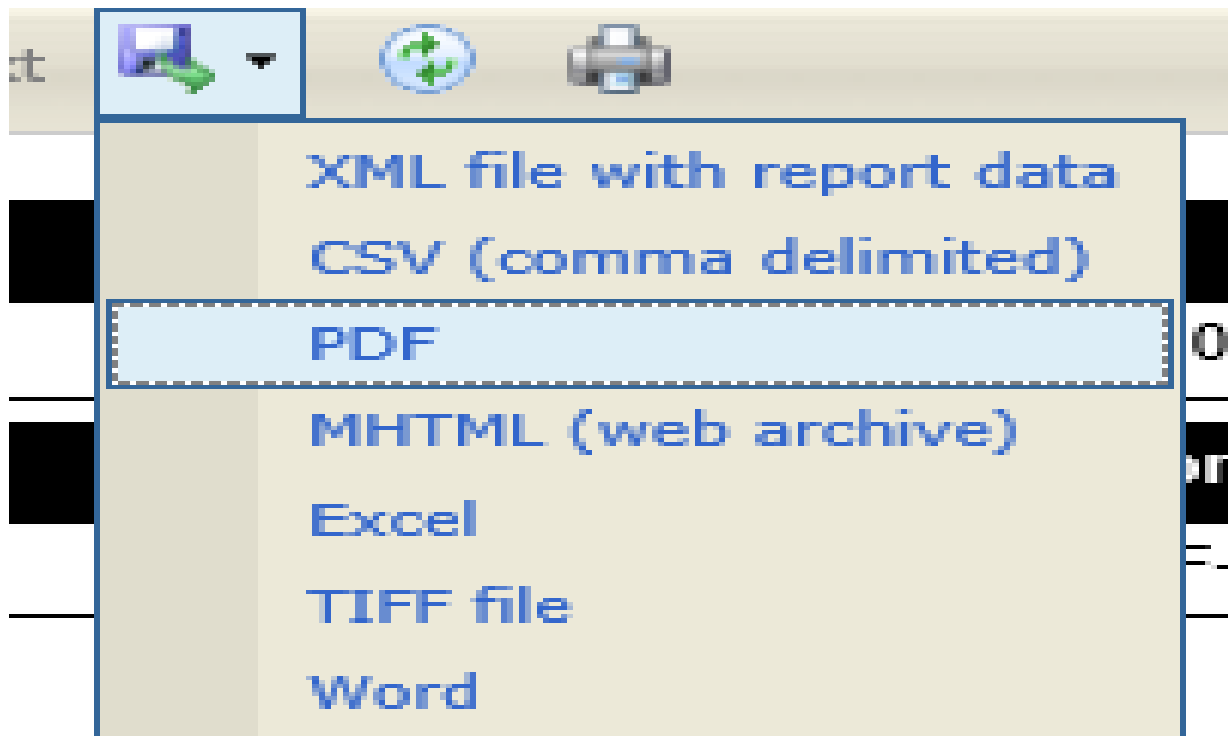 XML file with report data
CSV (comma delimited)
PDF
MHTML (web archive)
Excel
TIFF file
Word